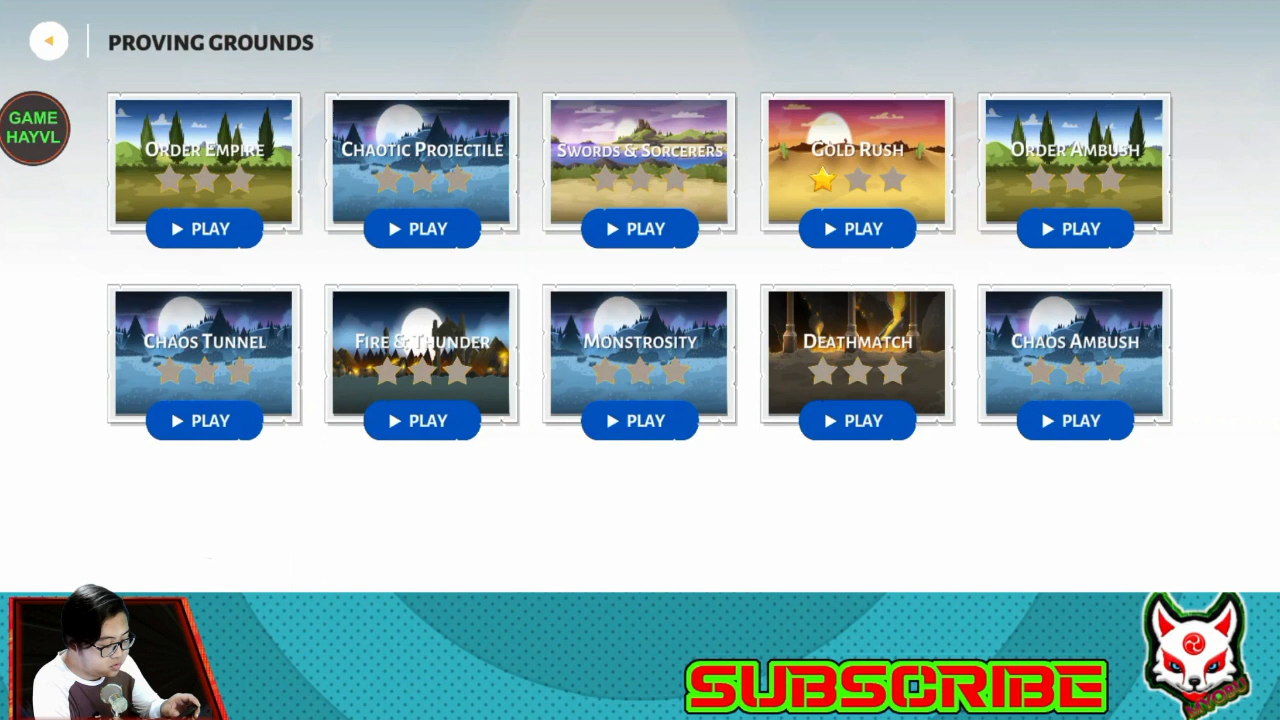 PROVING GROUNDS
GAME
HAYVL
ORDER EMPIRE
CHAOTIC PROJECTILE
SWORDS & SORCERERS
GOLD RUSH
ORDER AMBUSH
PLAY
PLAY
PLAY
PLAY
PLAY
CHAOS TUNNEL
FIRE & THUNDER
MONSTROSITY
DEATHMATCH
CHAOS AMBUSH
PLAY
PLAY
PLAY
PLAY
PLAY
SUBSCRIBE